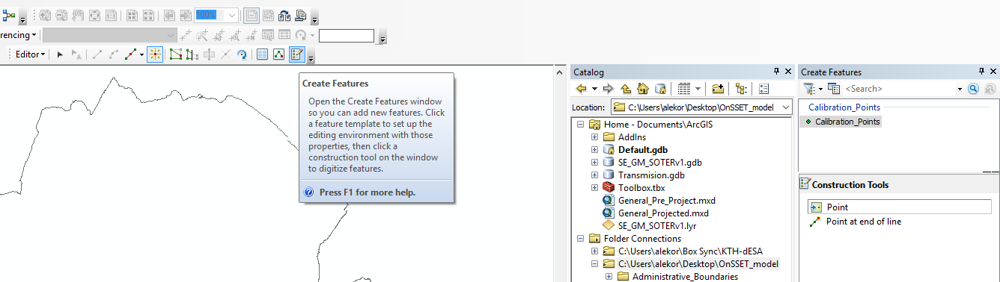 100%
rencing
Editor
Create Features
Open the Create Features window
so you can add new features. Click
a feature template to set up the
editing environment with those
properties, then click a
construction tool on the window
to digitize features.
Press F1 for more help.
Catalog
Location: C:\Users\alekor\Desktop\OnSSET_model
Home - Documents\ArcGIS
AddIns
Default.gdb
SE_GM_SOTERv1.gdb
Transmision.gdb
Toolbox.tbx
General_Pre_Project.mxd
General_Projected.mxd
SE_GM_SOTERv1.lyr
Folder Connections
C:\Users\alekor\Box Sync\KTH-dESA
C:\Users\alekor\Desktop\OnSSET_model
Administrative_Boundaries
Create Features
<Search>
Calibration_Points
Calibration_Points
Construction Tools
Point
Point at end of line